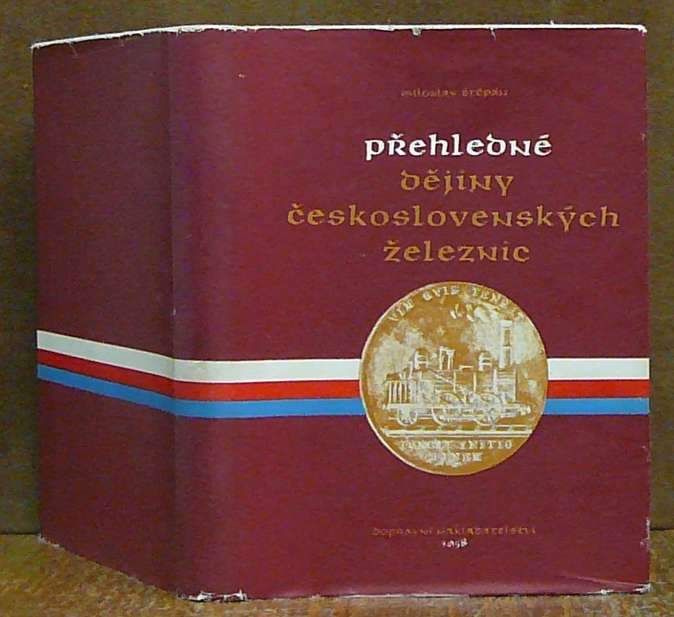 miloslav štěpán
přehledné
dějiny
československých
železnic
dopravní nakladatelství
1958